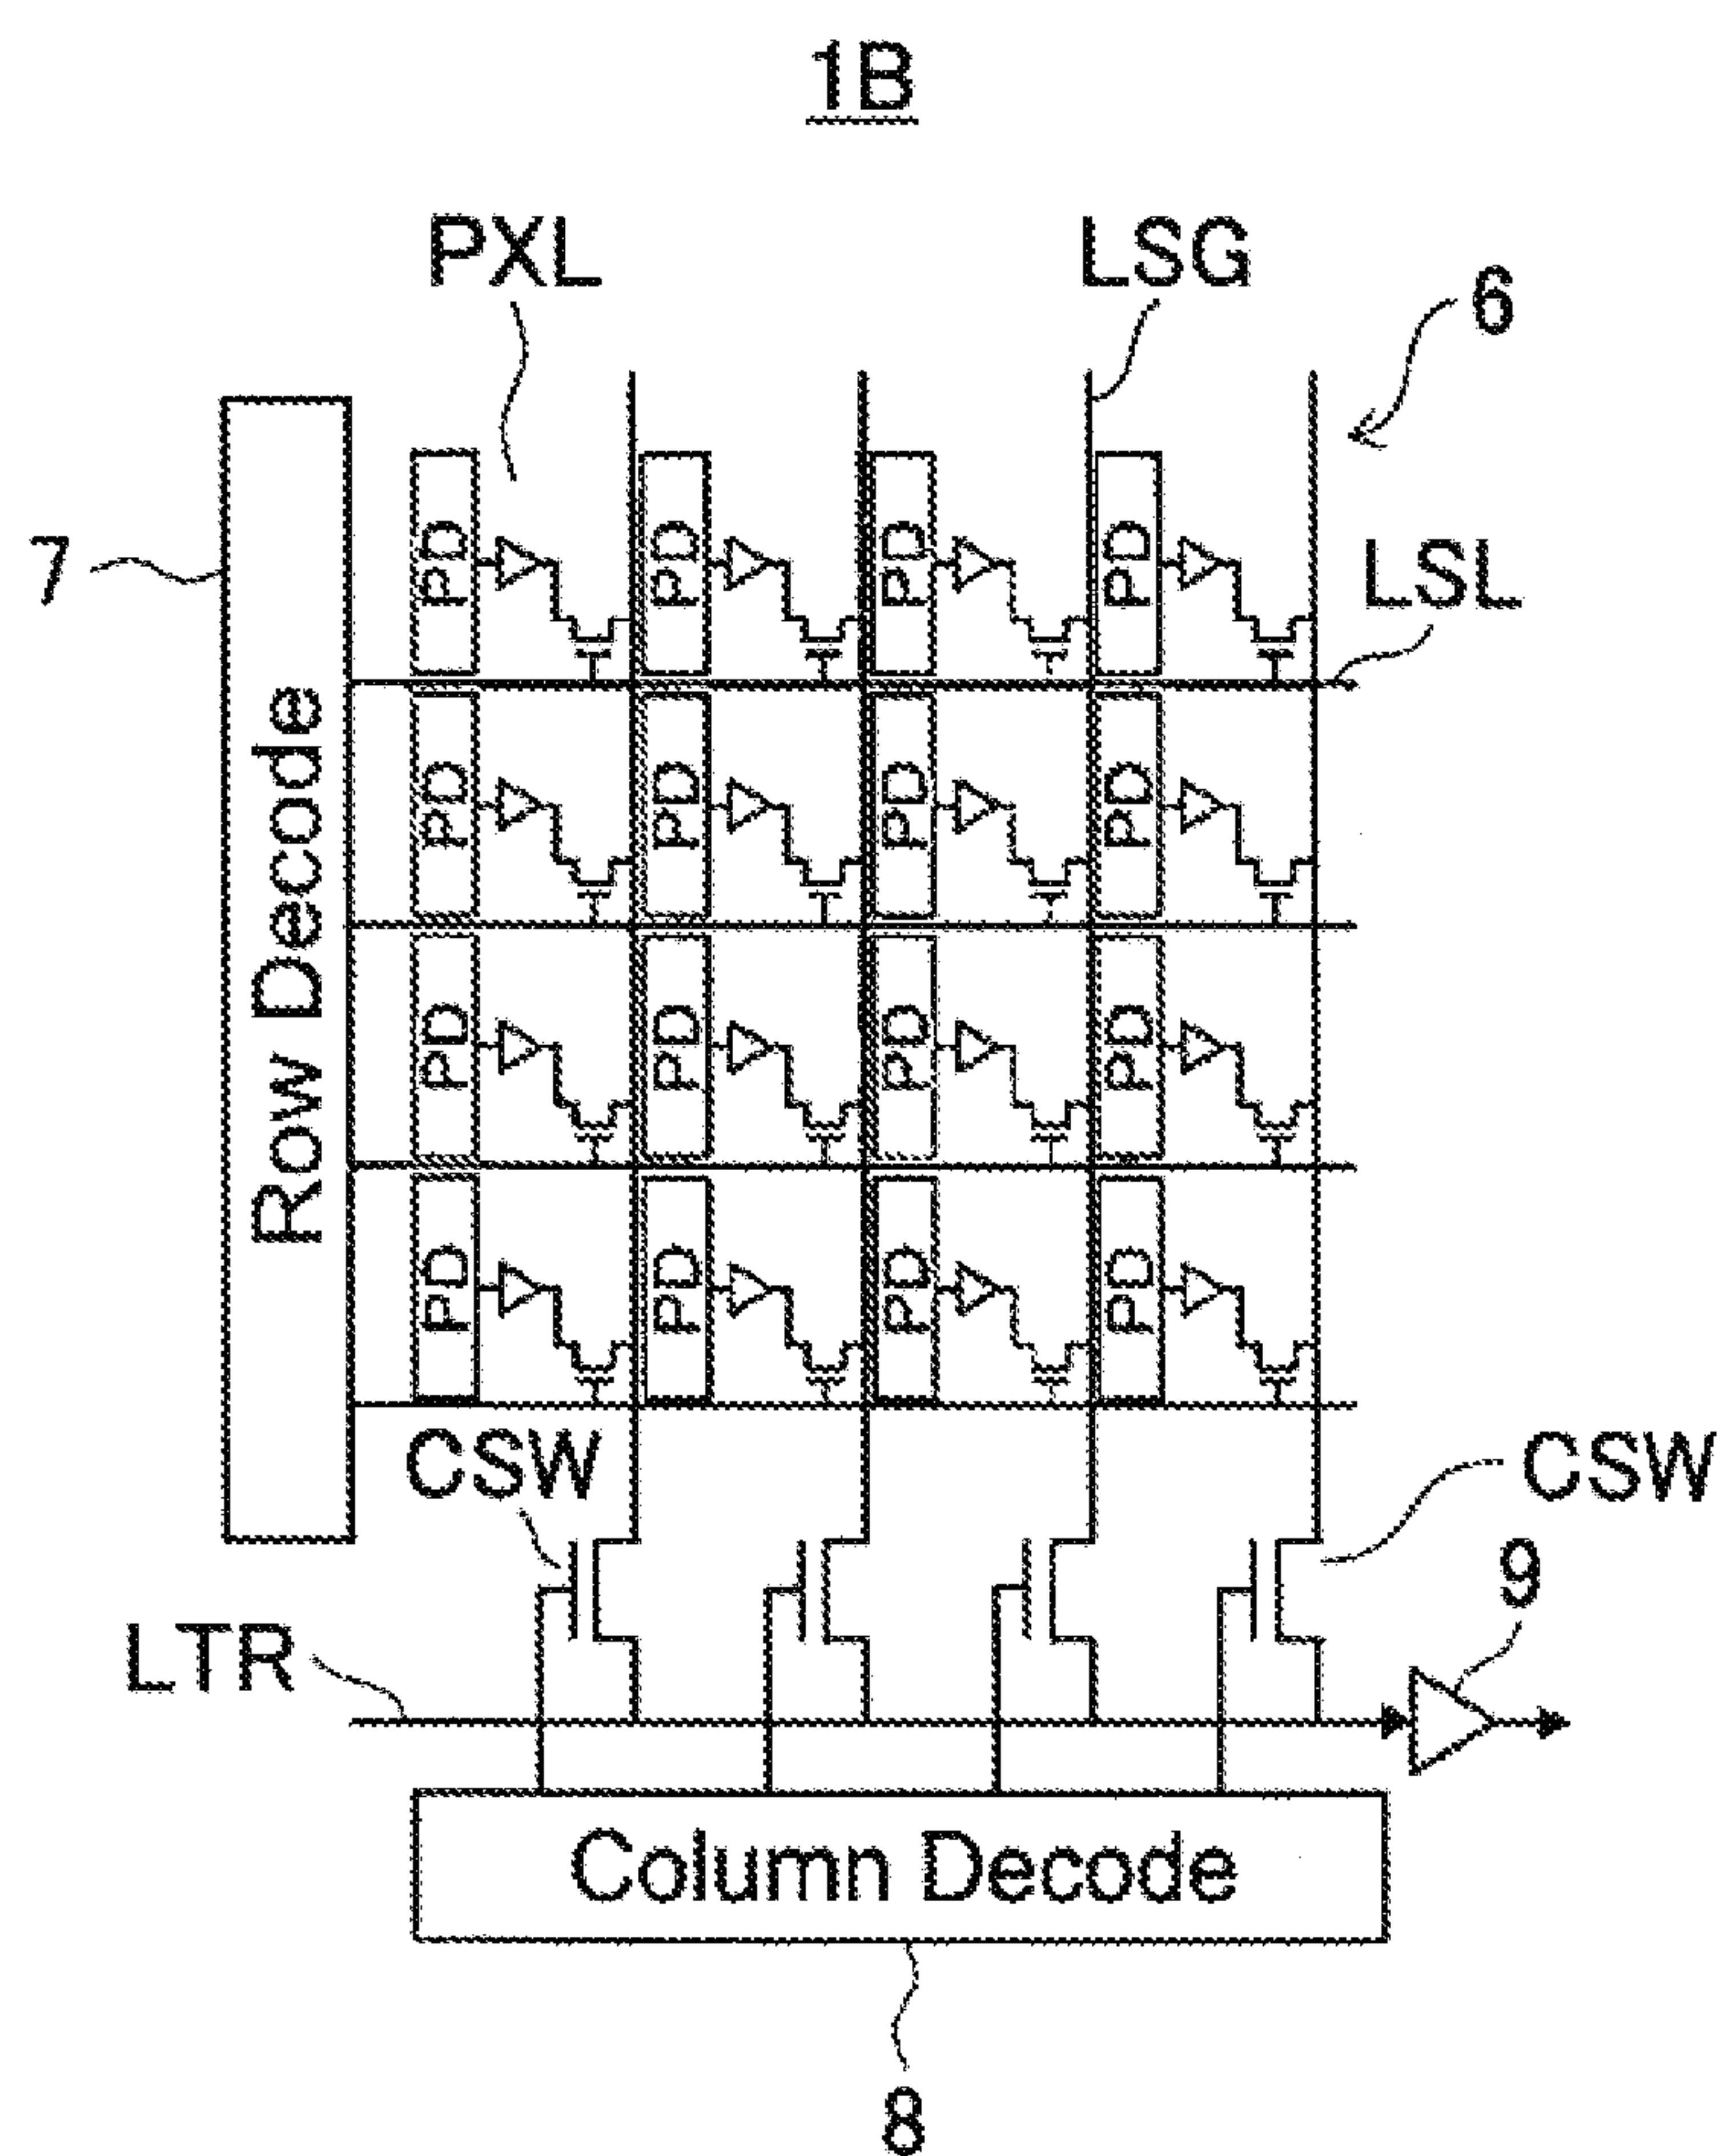 1B
PXL LSG
6
7
LSL
PD PD PD PD
PD PD PD PD
PD PD PD PD
PD PD PD PD
Row Decode
CSW CSW
9
LTR
Column Decode
8